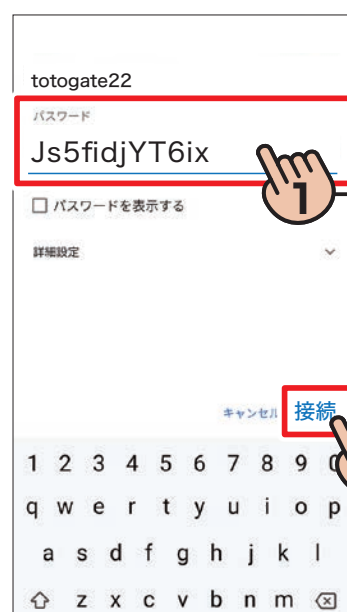 totogate22
パスワード
Js5fidjYT6ix
1
パスワードを表示する
詳細設定
キャンセル 接続
1 2 3 4 5 6 7 8 9 0
q w e r t y u i o p
a s d f g h j k l
z x c v b n m